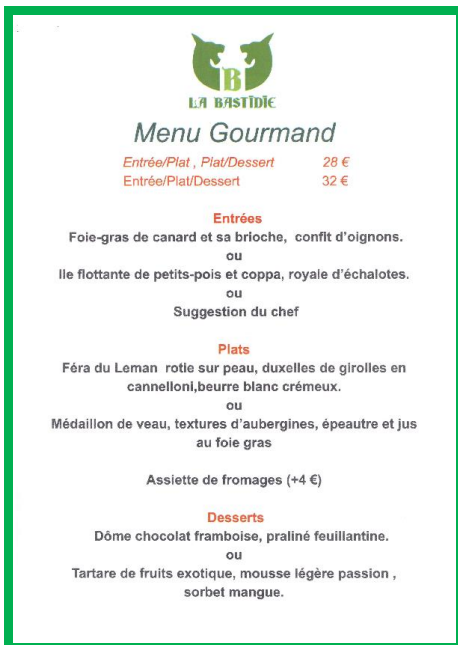 B
LA BASTIDIE
Menu Gourmand
Entrée/Plat , Plat/Dessert 28 €
Entrée/Plat/Dessert 32 €
Entrées
Foie-gras de canard et sa brioche, confit d'oignons.
ou
Ile flottante de petits-pois et coppa, royale d'échalotes.
ou
Suggestion du chef
Plats
Féra du Leman rotie sur peau, duxelles de girolles en
cannelloni,beurre blanc crémeux.
ou
Médaillon de veau, textures d'aubergines, épeautre et jus
au foie gras
Assiette de fromages (+4 €)
Desserts
Dôme chocolat framboise, praliné feuillantine.
ou
Tartare de fruits exotique, mousse légère passion ,
sorbet mangue.